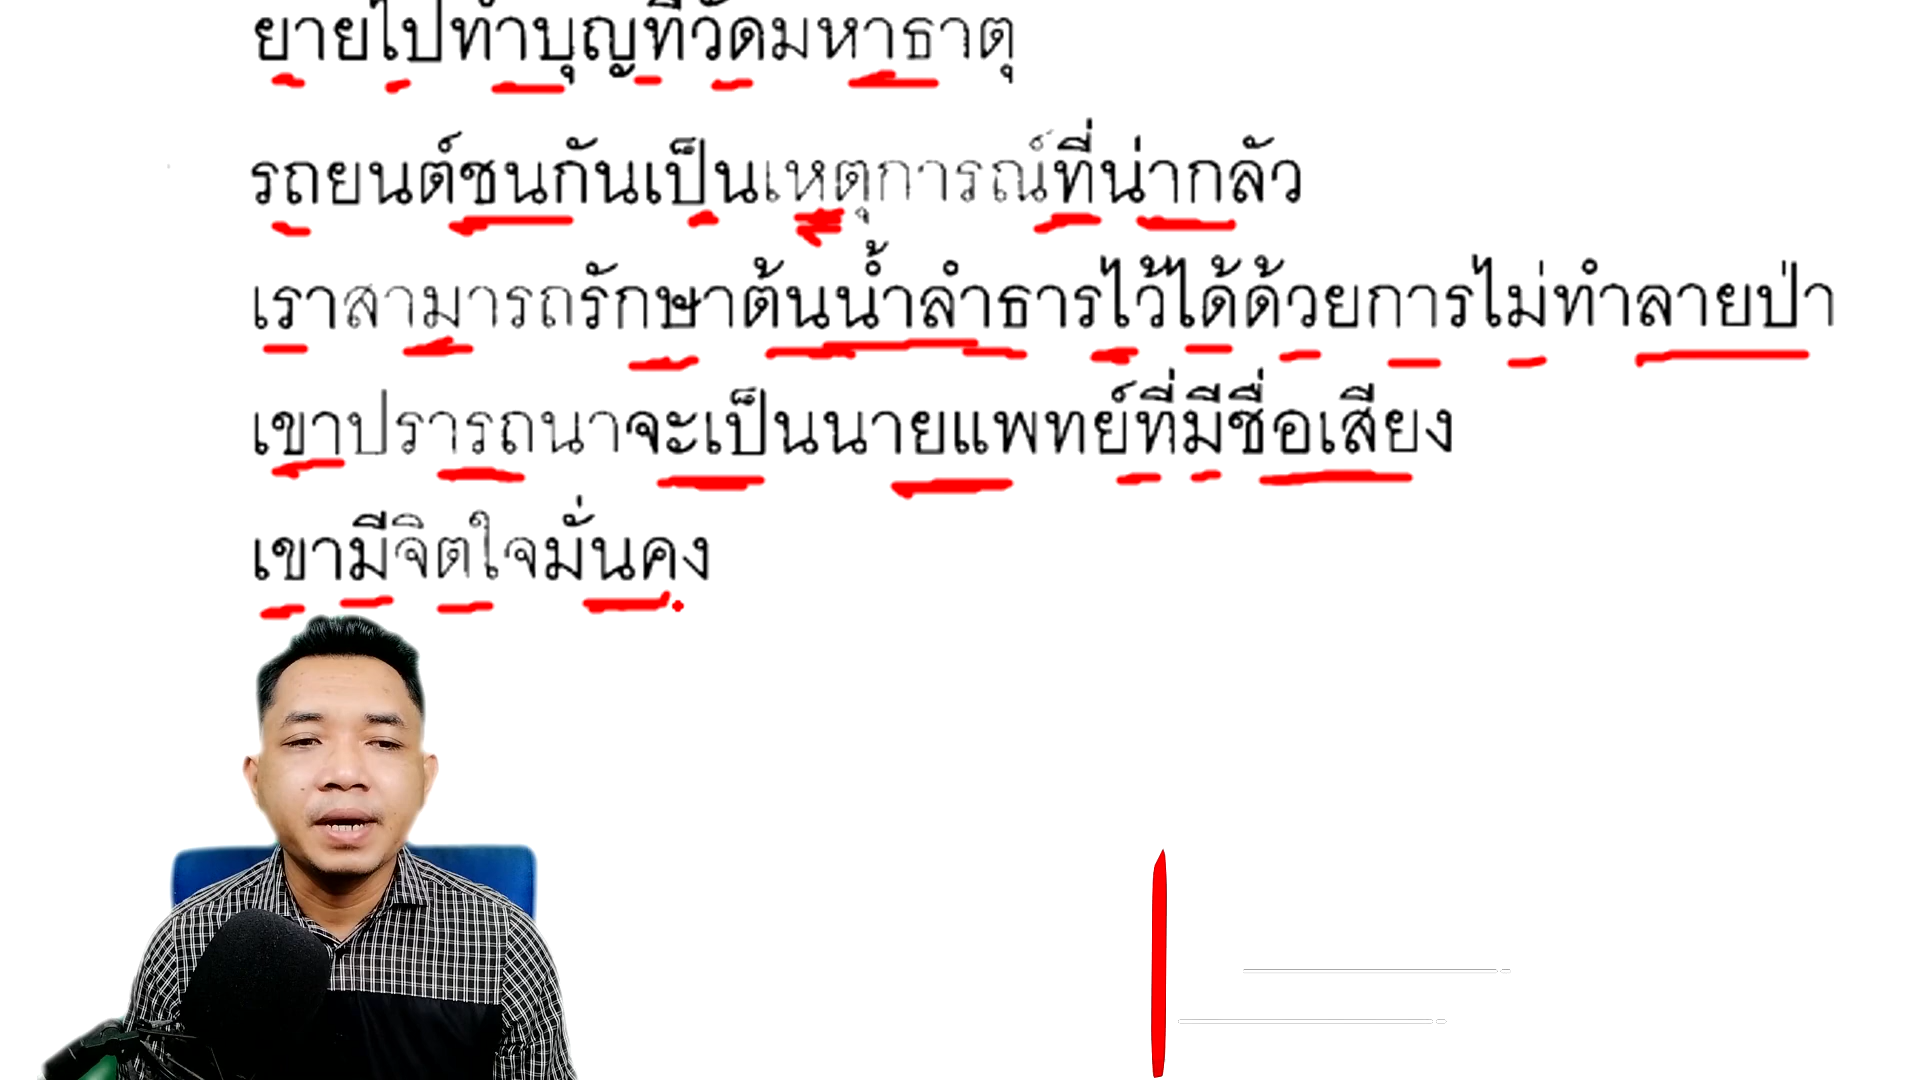 ยายไปทำบุญที่วัดมหาธาตุ
รถยนต์ชนกันเป็นเหตุการณ์ที่น่ากลัว
เราสามารถรักษาต้นน้ำลำธารไว้ได้ด้วยการไม่ทำลายป่า
เขาปรารถนาจะเป็นนายแพทย์ที่มีชื่อเสียง
เขามีจิตใจมั่นคง